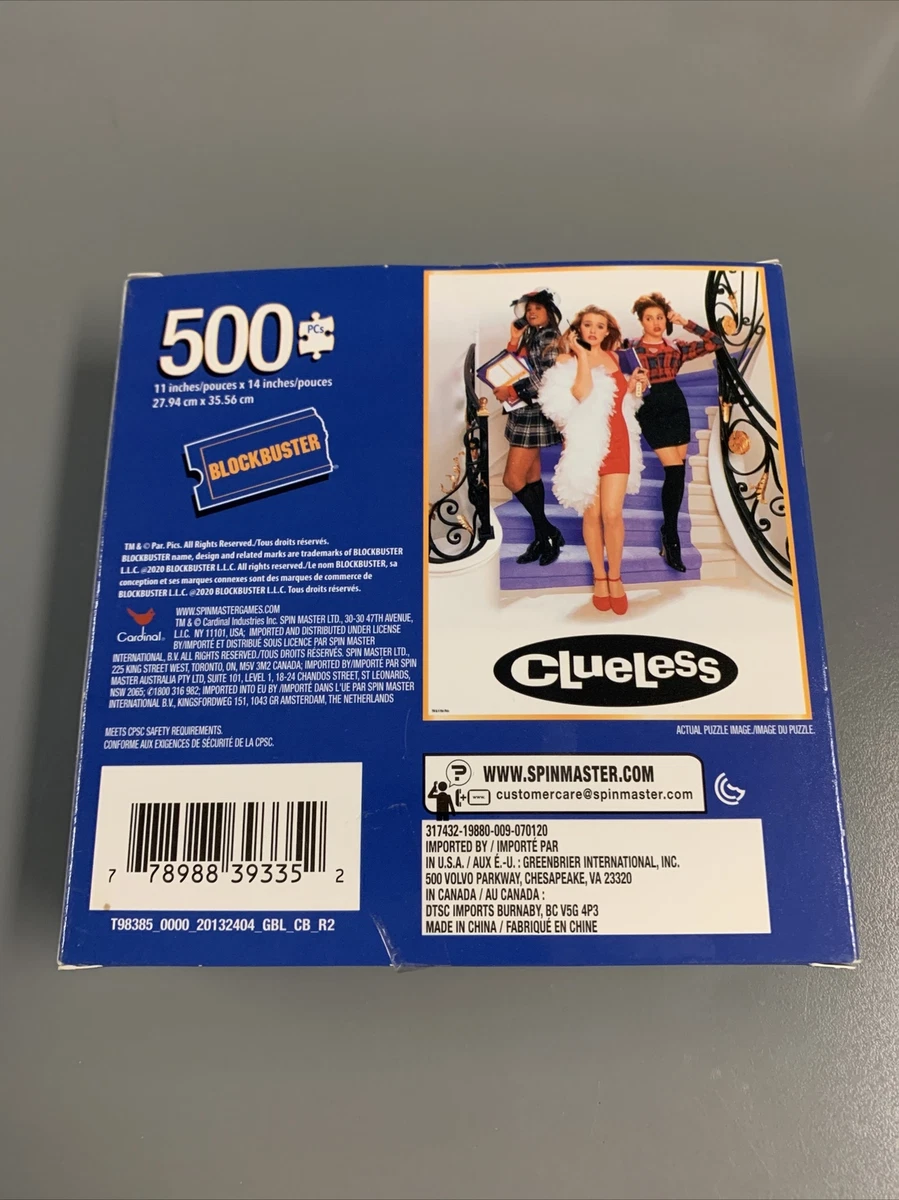 500 PCs
11 inches/pouces x 14 inches/pouces
27.94 cm x 35.56 cm
BLOCKBUSTER
TM & © Par. Pics. All Rights Reserved./Tous droits réservés.
BLOCKBUSTER name, design and related marks are trademarks of BLOCKBUSTER
L.L.C. @2020 BLOCKBUSTER L.L.C. All rights reserved./Le nom BLOCKBUSTER, sa
conception et ses marques connexes sont des marques de commerce de
BLOCKBUSTER L.L.C. @2020 BLOCKBUSTER L.L.C. Tous droits réservés.
Cardinal®
WWW.SPINMASTERGAMES.COM
TM & © Cardinal Industries Inc. SPIN MASTER LTD., 30-30 47TH AVENUE,
L.I.C. NY 11101, USA; IMPORTED AND DISTRIBUTED UNDER LICENSE
BY/IMPORTÉ ET DISTRIBUÉ SOUS LICENCE PAR SPIN MASTER
INTERNATIONAL, B.V. ALL RIGHTS RESERVED./TOUS DROITS RÉSERVÉS. SPIN MASTER LTD.,
225 KING STREET WEST, TORONTO, ON, M5V 3M2 CANADA; IMPORTED BY/IMPORTÉ PAR SPIN
MASTER AUSTRALIA PTY LTD, SUITE 101, LEVEL 1, 18-24 CHANDOS STREET, ST LEONARDS,
NSW 2065; ✆1800 316 982; IMPORTED INTO EU BY / IMPORTÉ DANS L'UE PAR SPIN MASTER
INTERNATIONAL B.V., KINGSFORDWEG 151, 1043 GR AMSTERDAM, THE NETHERLANDS
MEETS CPSC SAFETY REQUIREMENTS.
CONFORME AUX EXIGENCES DE SÉCURITÉ DE LA CPSC.
7 78988 39335 2
T98385_0000_20132404_GBL_CB_R2
CLUELESS
ACTUAL PUZZLE IMAGE./IMAGE DU PUZZLE.
? WWW.SPINMASTER.COM
www. customercare@spinmaster.com
317432-19880-009-070120
IMPORTED BY / IMPORTÉ PAR
IN U.S.A. / AUX É.-U. : GREENBRIER INTERNATIONAL, INC.
500 VOLVO PARKWAY, CHESAPEAKE, VA 23320
IN CANADA / AU CANADA :
DTSC IMPORTS BURNABY, BC V5G 4P3
MADE IN CHINA / FABRIQUÉ EN CHINE